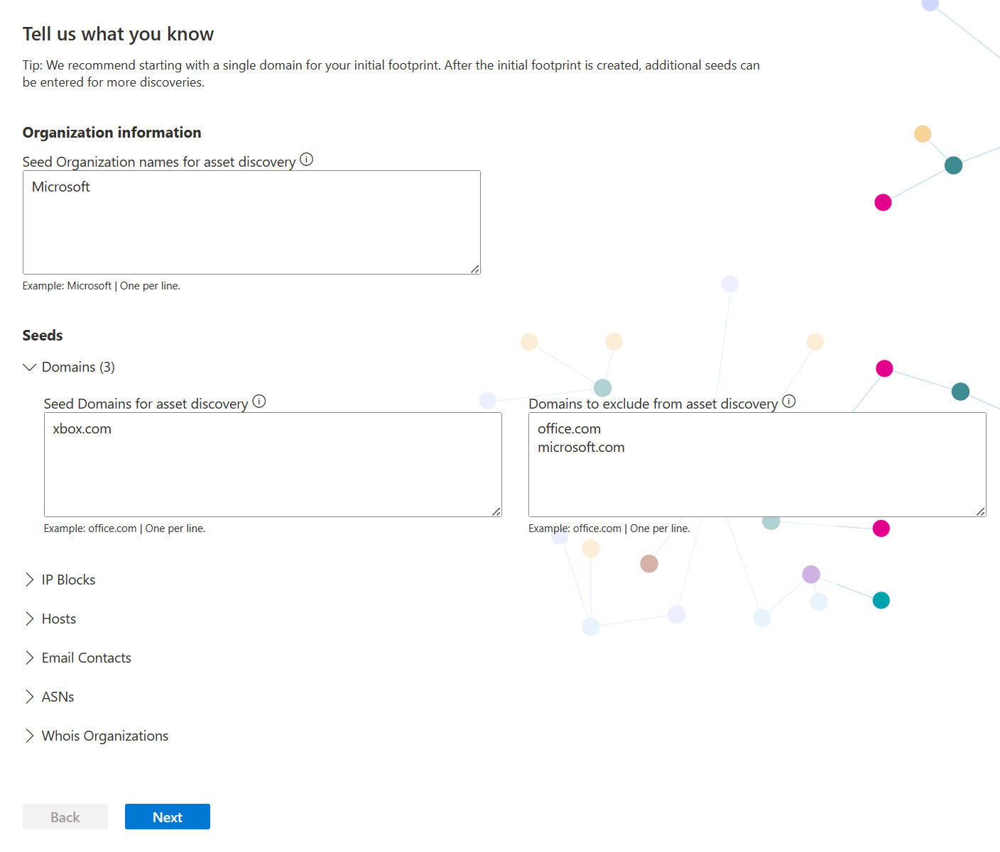 Tell us what you know
Tip: We recommend starting with a single domain for your initial footprint. After the initial footprint is created, additional seeds can
be entered for more discoveries.
Organization information
Seed Organization names for asset discovery
Microsoft
Example: Microsoft | One per line.
Seeds
Domains (3)
Seed Domains for asset discovery
xbox.com
Example: office.com | One per line.
Domains to exclude from asset discovery
office.com
microsoft.com
Example: office.com | One per line.
IP Blocks
Hosts
Email Contacts
ASNs
Whois Organizations
Back
Next